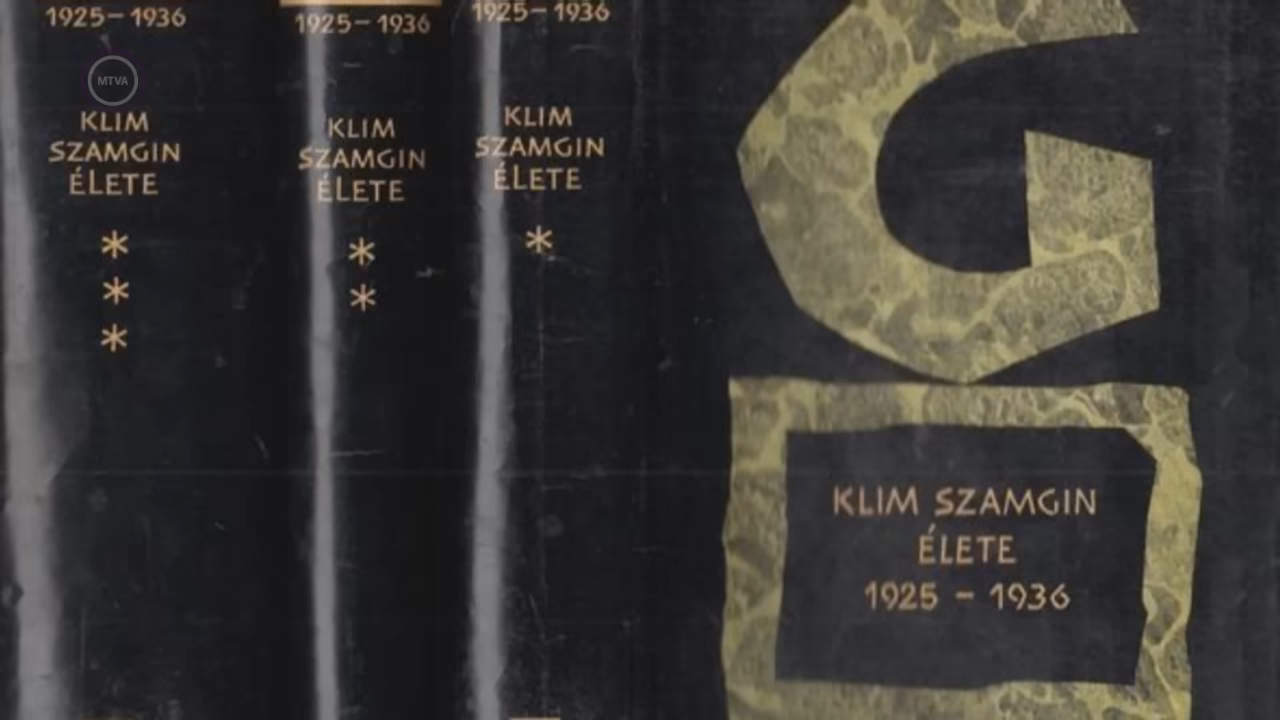 1925–1936
KLIM
SZAMGIN
ÉLETE
*
*
*
1925–1936
KLIM
SZAMGIN
ÉLETE
*
*
1925–1936
KLIM
SZAMGIN
ÉLETE
*
G
KLIM SZAMGIN
ÉLETE
1925 – 1936
MTVA